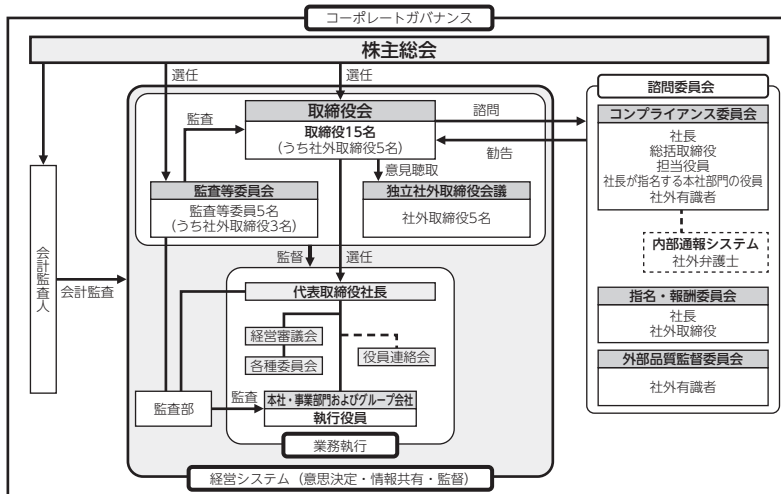 コーポレートガバナンス
株主総会
選任
選任
諮問委員会
取締役会
取締役15名
(うち社外取締役5名)
監査
諮問
勧告
意見聴取
コンプライアンス委員会
社長
総括取締役
担当役員
社長が指名する本社部門の役員
社外有識者
監査等委員会
監査等委員5名
(うち社外取締役3名)
独立社外取締役会議
社外取締役5名
内部通報システム
社外弁護士
会計監査人
会計監査
監督
選任
代表取締役社長
指名・報酬委員会
社長
社外取締役
経営審議会
各種委員会
役員連絡会
外部品質監督委員会
社外有識者
監査部
監査
本社・事業部門およびグループ会社
執行役員
業務執行
経営システム（意思決定・情報共有・監督）